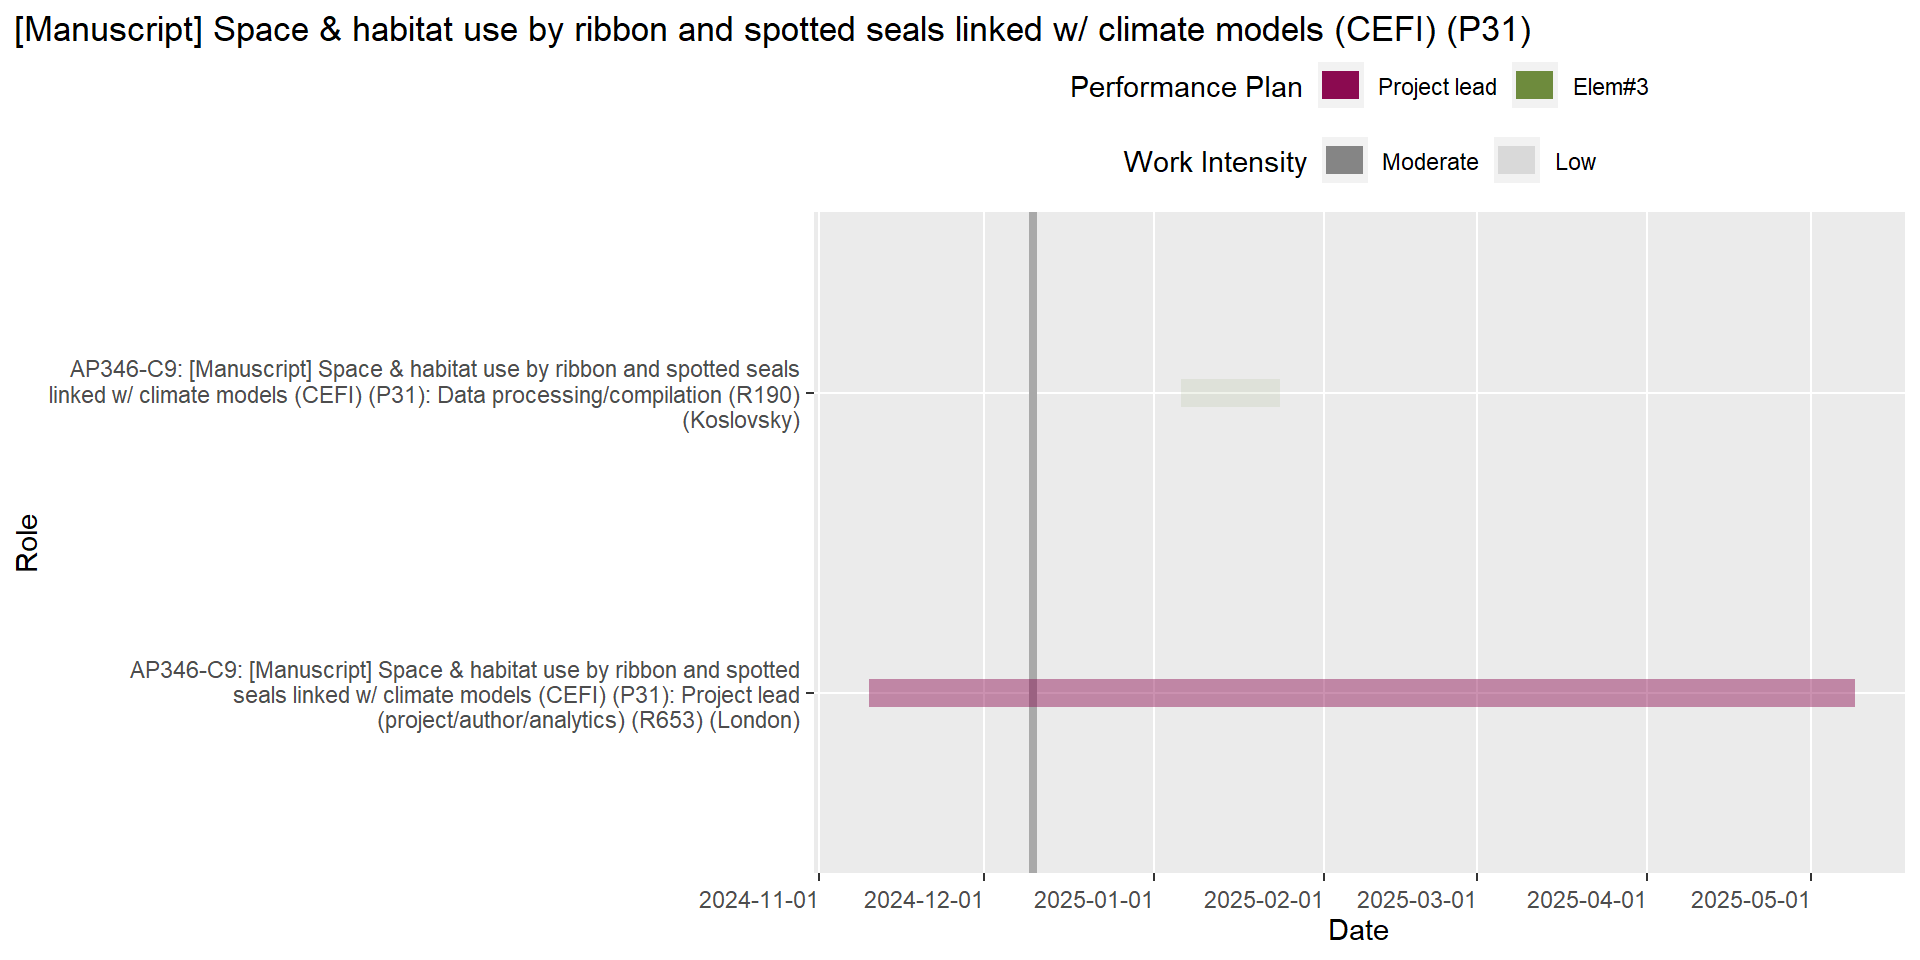 [Manuscript] Space & habitat use by ribbon and spotted seals linked w/ climate models (CEFI) (P31)
Performance Plan Project lead Elem#3
Work Intensity Moderate Low
AP346-C9: [Manuscript] Space & habitat use by ribbon and spotted seals
linked w/ climate models (CEFI) (P31): Data processing/compilation (R190)
(Koslovsky)
Role
AP346-C9: [Manuscript] Space & habitat use by ribbon and spotted
seals linked w/ climate models (CEFI) (P31): Project lead
(project/author/analytics) (R653) (London)
2024-11-01 2024-12-01 2025-01-01 2025-02-01 2025-03-01 2025-04-01 2025-05-01
Date